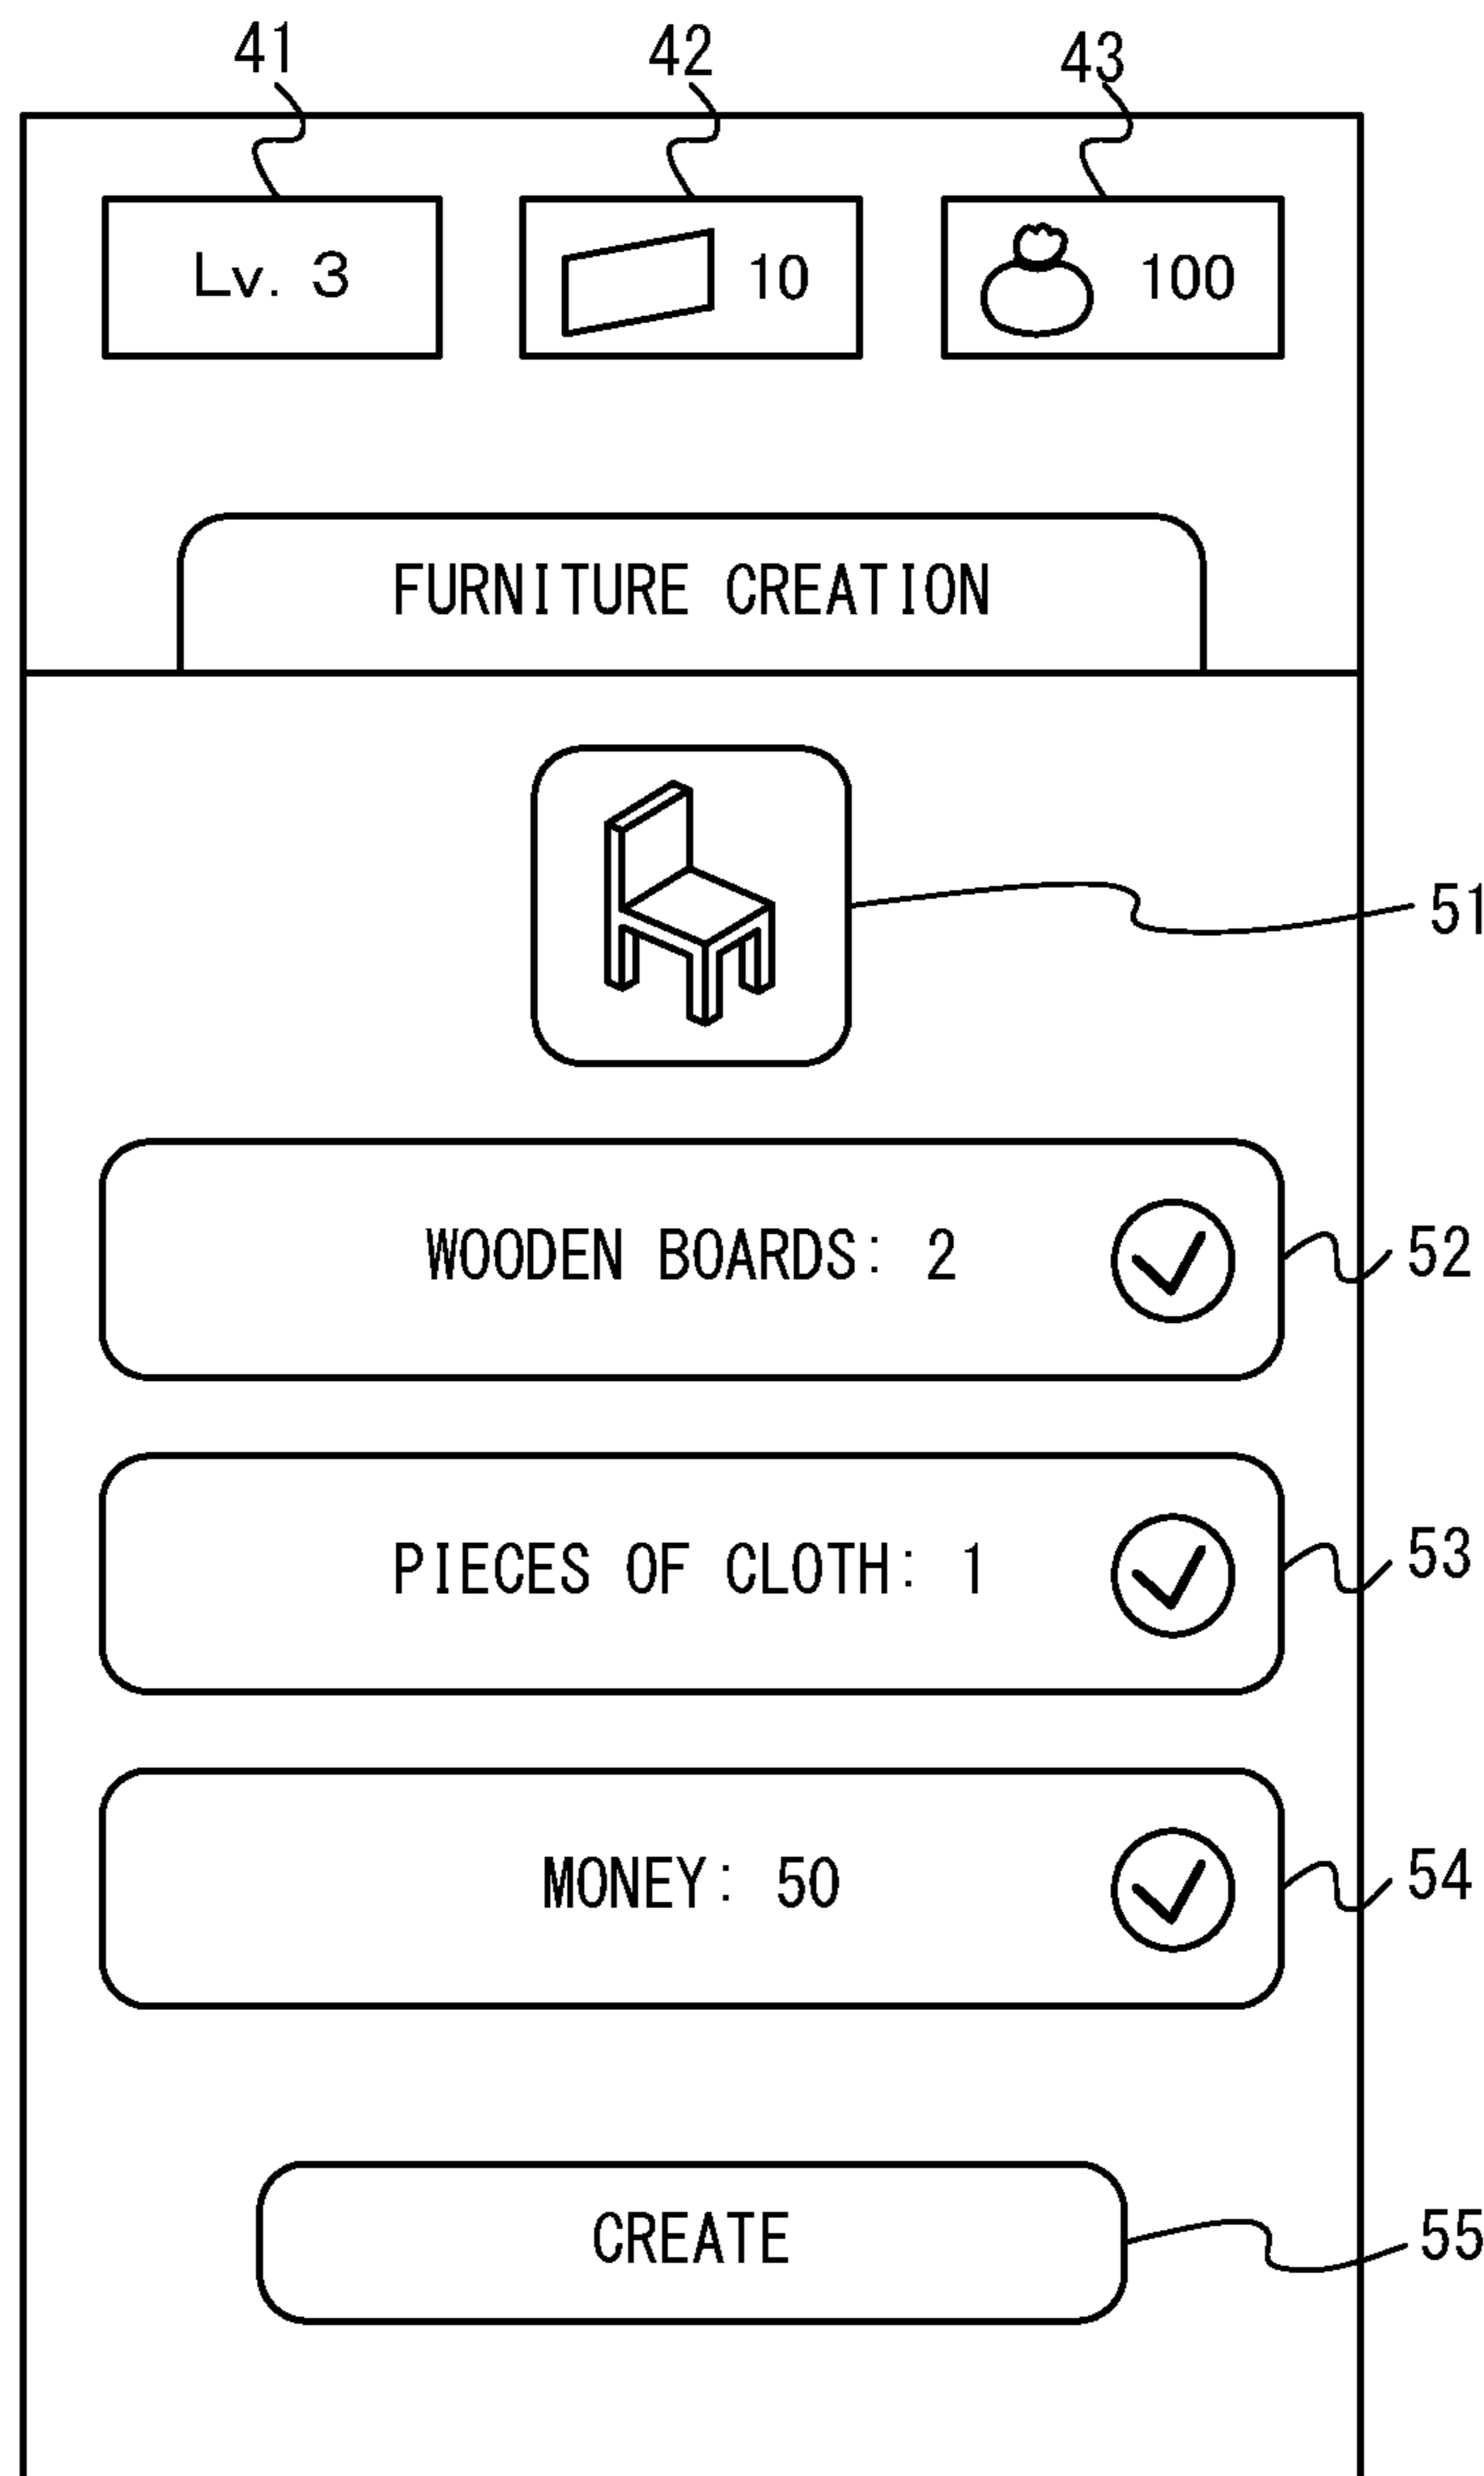 41 42 43
Lv. 3 10 100
FURNITURE CREATION
51
WOODEN BOARDS: 2 52
PIECES OF CLOTH: 1 53
MONEY: 50 54
CREATE 55